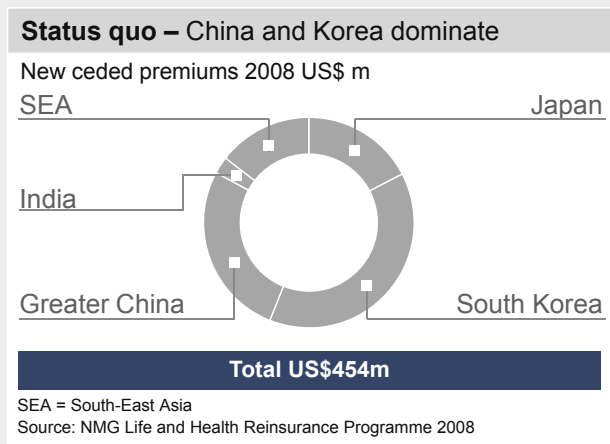 Status quo – China and Korea dominate
New ceded premiums 2008 US$ m
SEA
Japan
India
Greater China
South Korea
Total US$454m
SEA = South-East Asia
Source: NMG Life and Health Reinsurance Programme 2008